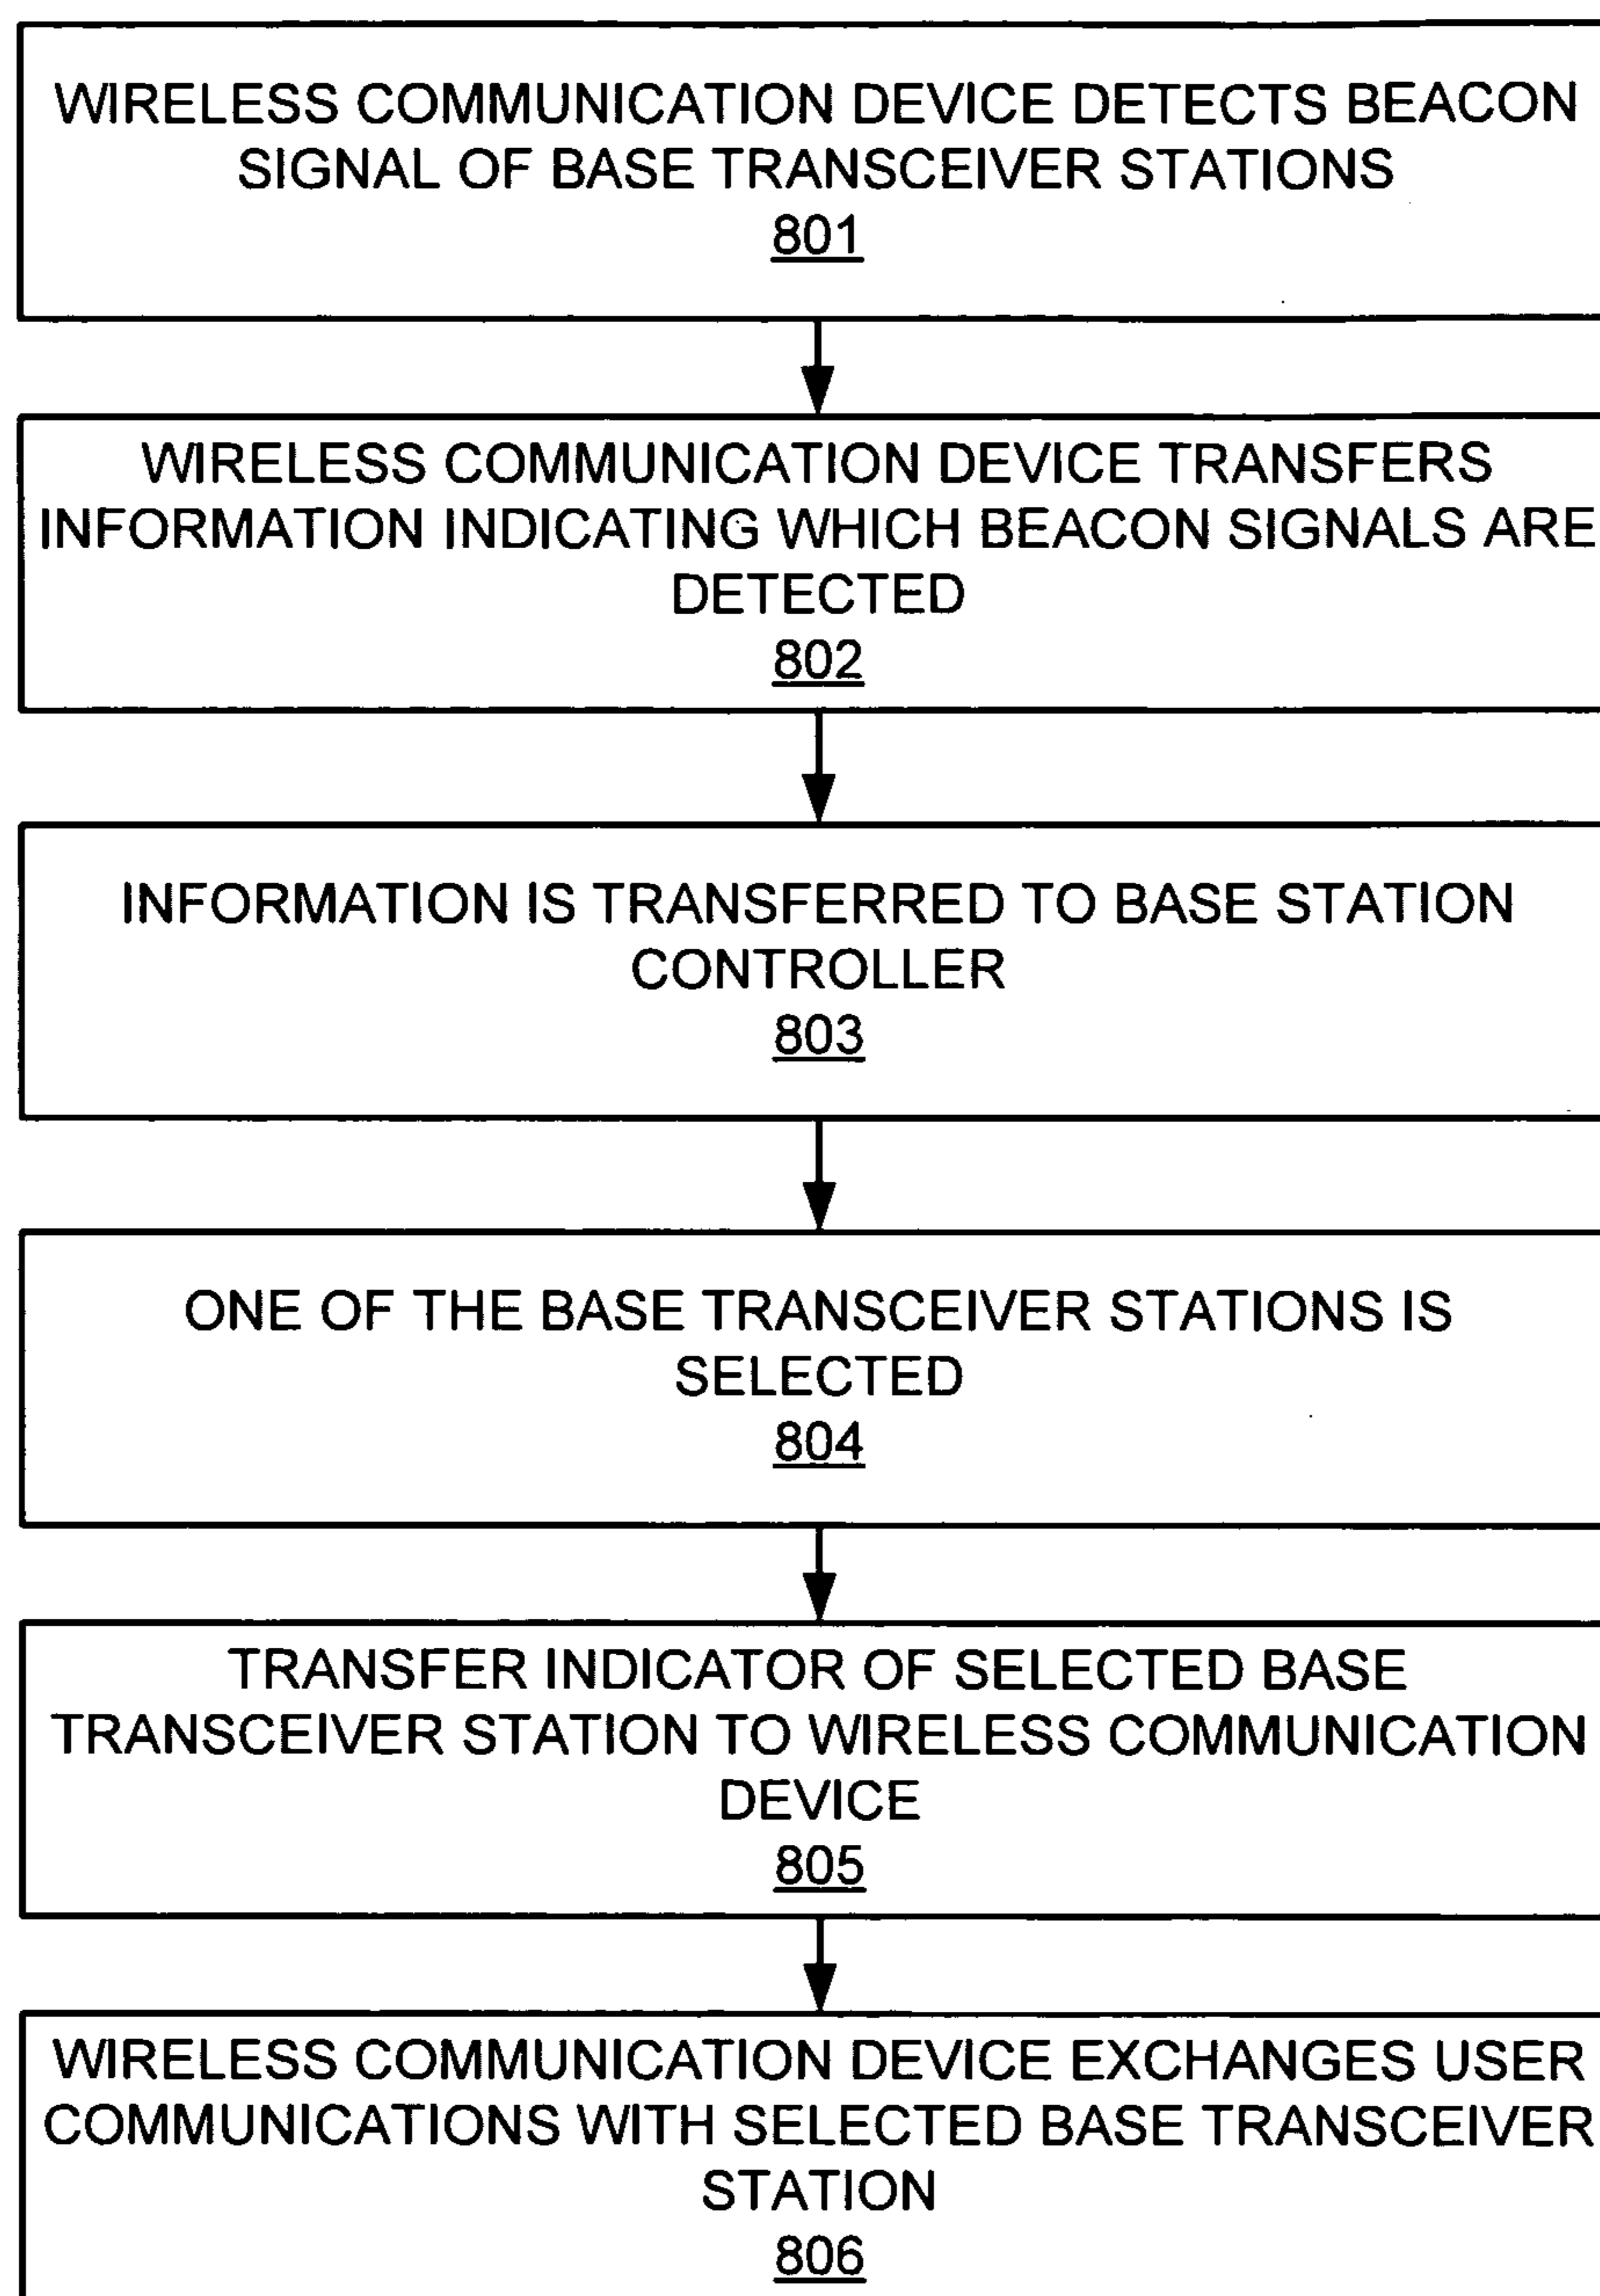 WIRELESS COMMUNICATION DEVICE DETECTS BEACON
SIGNAL OF BASE TRANSCEIVER STATIONS
801
WIRELESS COMMUNICATION DEVICE TRANSFERS
INFORMATION INDICATING WHICH BEACON SIGNALS ARE
DETECTED
802
INFORMATION IS TRANSFERRED TO BASE STATION
CONTROLLER
803
ONE OF THE BASE TRANSCEIVER STATIONS IS
SELECTED
804
TRANSFER INDICATOR OF SELECTED BASE
TRANSCEIVER STATION TO WIRELESS COMMUNICATION
DEVICE
805
WIRELESS COMMUNICATION DEVICE EXCHANGES USER
COMMUNICATIONS WITH SELECTED BASE TRANSCEIVER
STATION
806